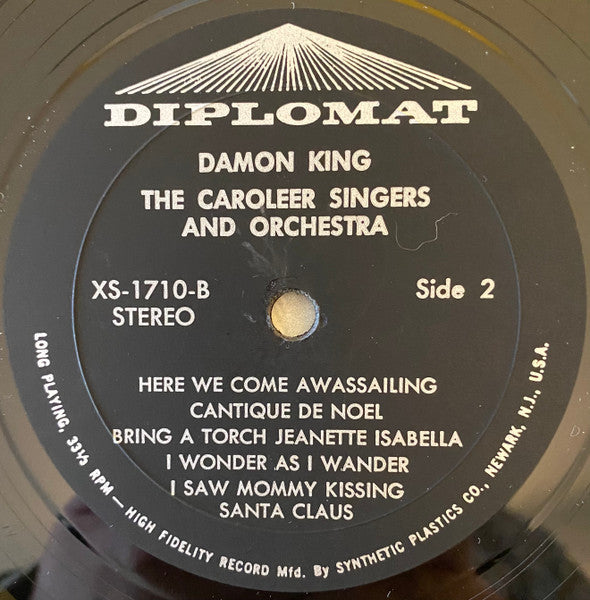 DIPLOMAT
DAMON KING
THE CAROLEER SINGERS
AND ORCHESTRA
XS-1710-B
STEREO
Side 2
HERE WE COME AWASSAILING
CANTIQUE DE NOEL
BRING A TORCH JEANETTE ISABELLA
I WONDER AS I WANDER
I SAW MOMMY KISSING
SANTA CLAUS
LONG PLAYING, 33⅓ RPM — HIGH FIDELITY RECORD Mfd. By SYNTHETIC PLASTICS CO., NEWARK, N.J., U.S.A.